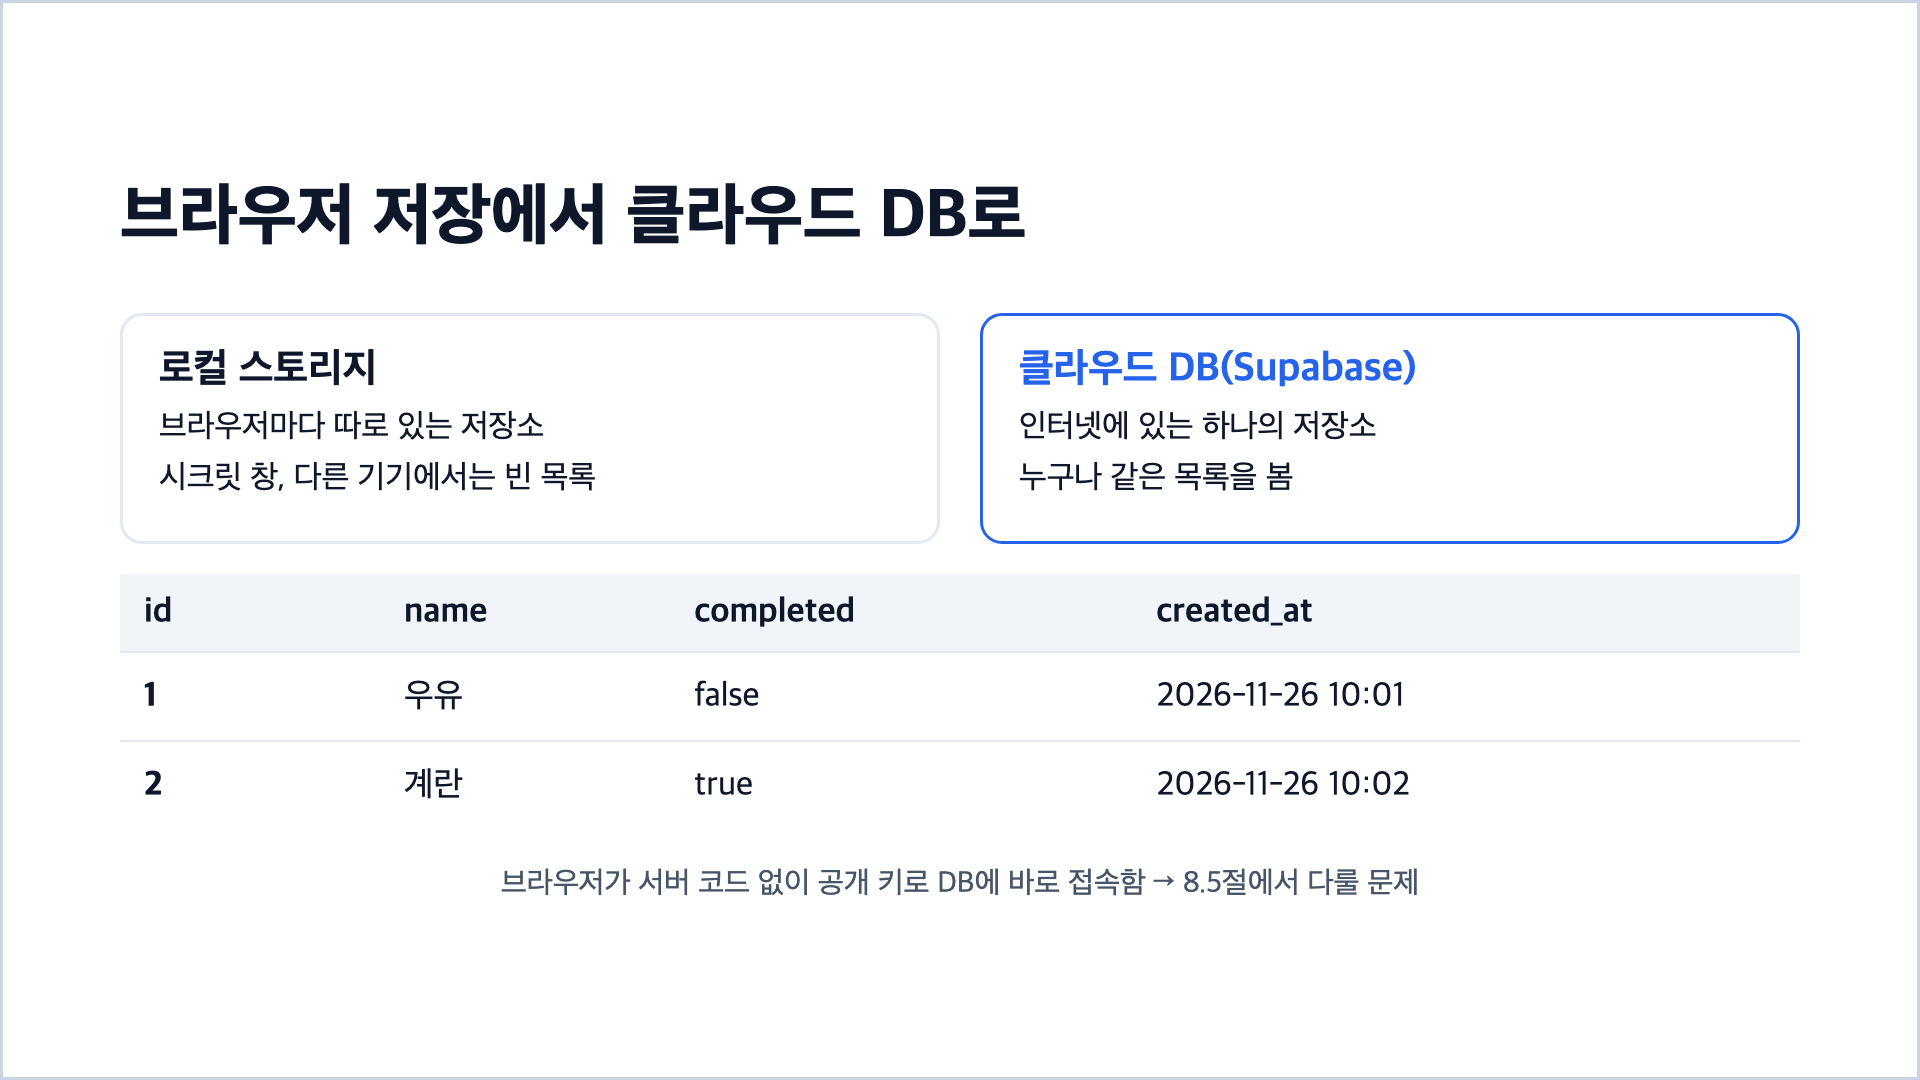 브라우저 저장에서 클라우드 DB로
로컬 스토리지
브라우저마다 따로 있는 저장소
시크릿 창, 다른 기기에서는 빈 목록
클라우드 DB(Supabase)
인터넷에 있는 하나의 저장소
누구나 같은 목록을 봄
id name completed created_at
1 우유 false 2026-11-26 10:01
2 계란 true 2026-11-26 10:02
브라우저가 서버 코드 없이 공개 키로 DB에 바로 접속함 → 8.5절에서 다룰 문제